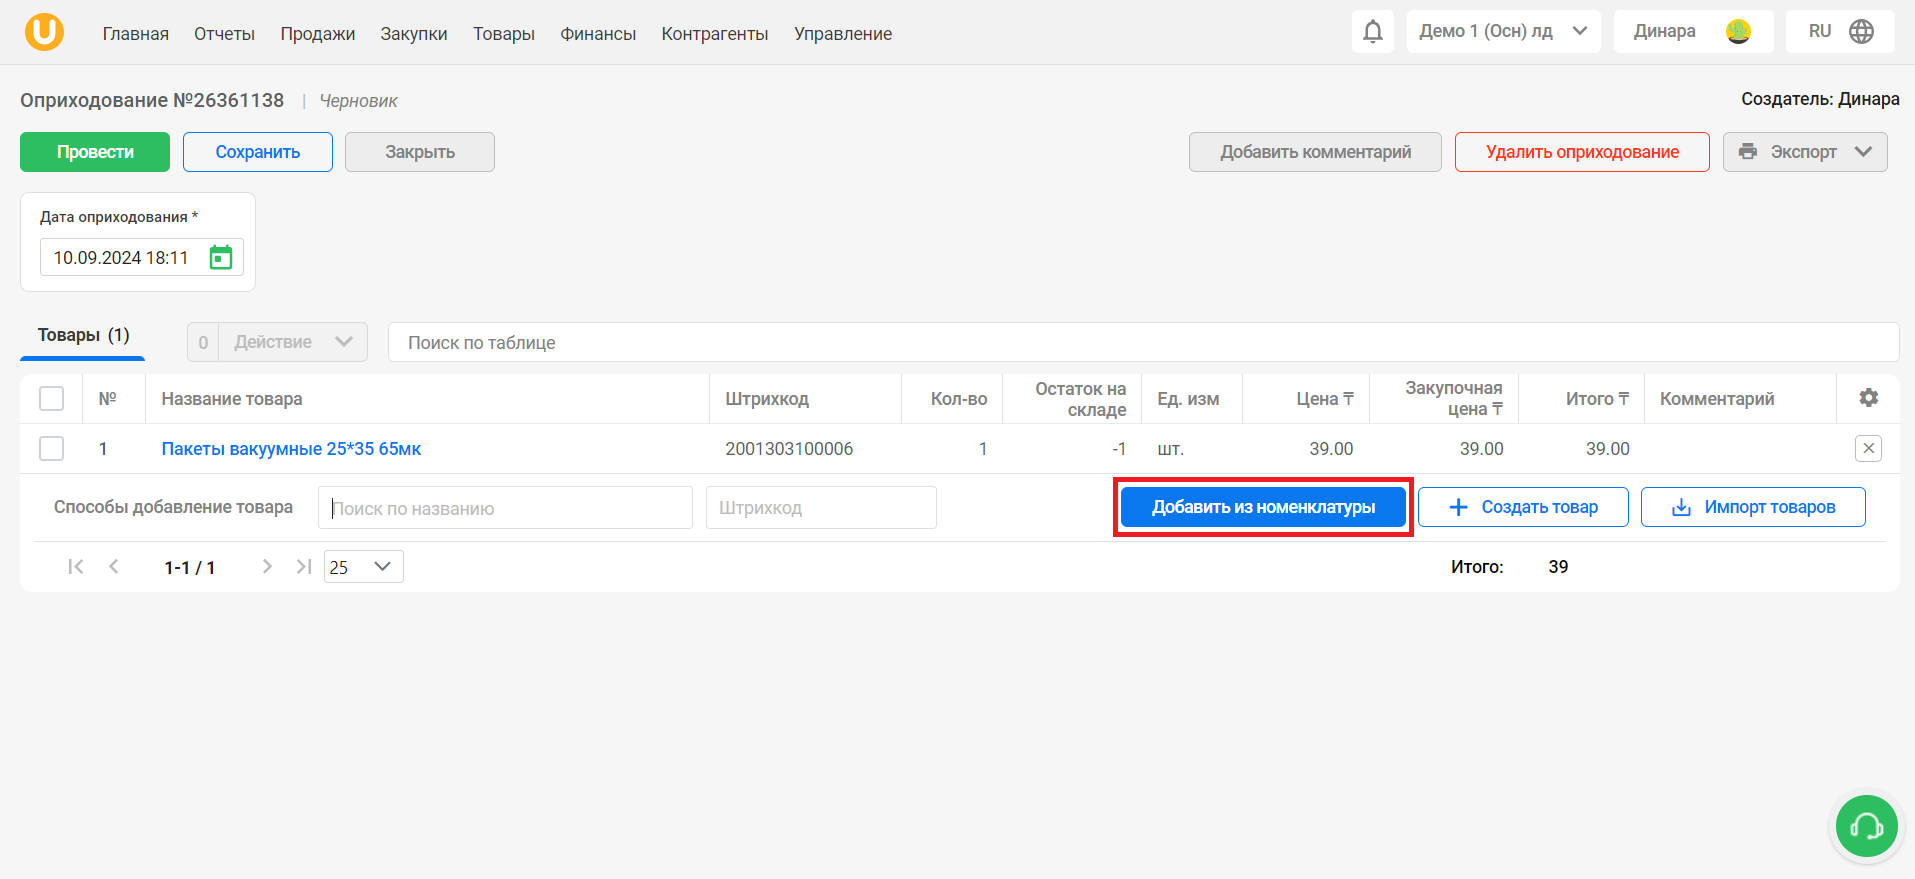 Главная Отчеты Продажи Закупки Товары Финансы Контрагенты Управление Демо 1 (Осн) лд Динара RU
Оприходование №26361138 | Черновик Создатель: Динара
Провести Сохранить Закрыть Добавить комментарий Удалить оприходование Экспорт
Дата оприходования *
10.09.2024 18:11
Товары (1) 0 Действие Поиск по таблице
№ Название товара Штрихкод Кол-во Остаток на складе Ед. изм Цена ₸ Закупочная цена ₸ Итого ₸ Комментарий
1 Пакеты вакуумные 25*35 65мк 2001303100006 1 -1 шт. 39.00 39.00 39.00
Способы добавление товара Поиск по названию Штрихкод Добавить из номенклатуры Создать товар Импорт товаров
1-1 / 1 25 Итого: 39